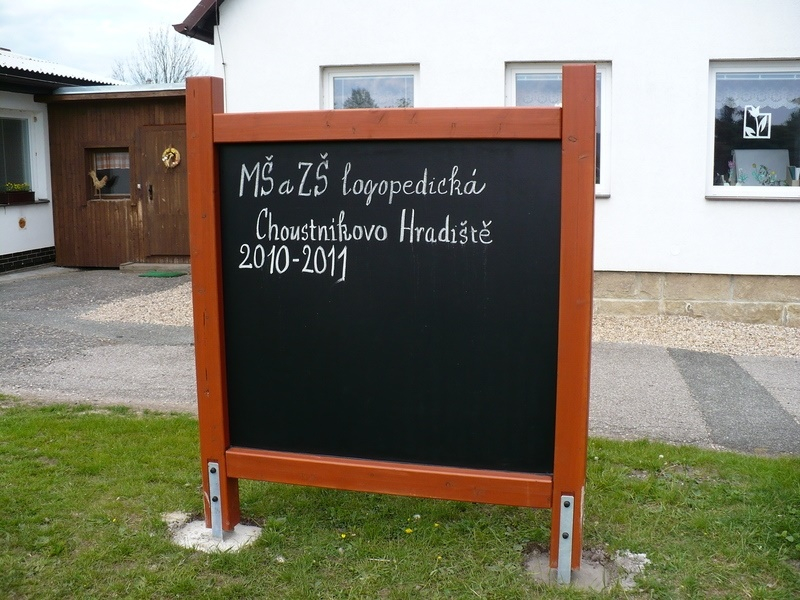 MŠ a ZŠ logopedická
Choustníkovo Hradiště
2010-2011